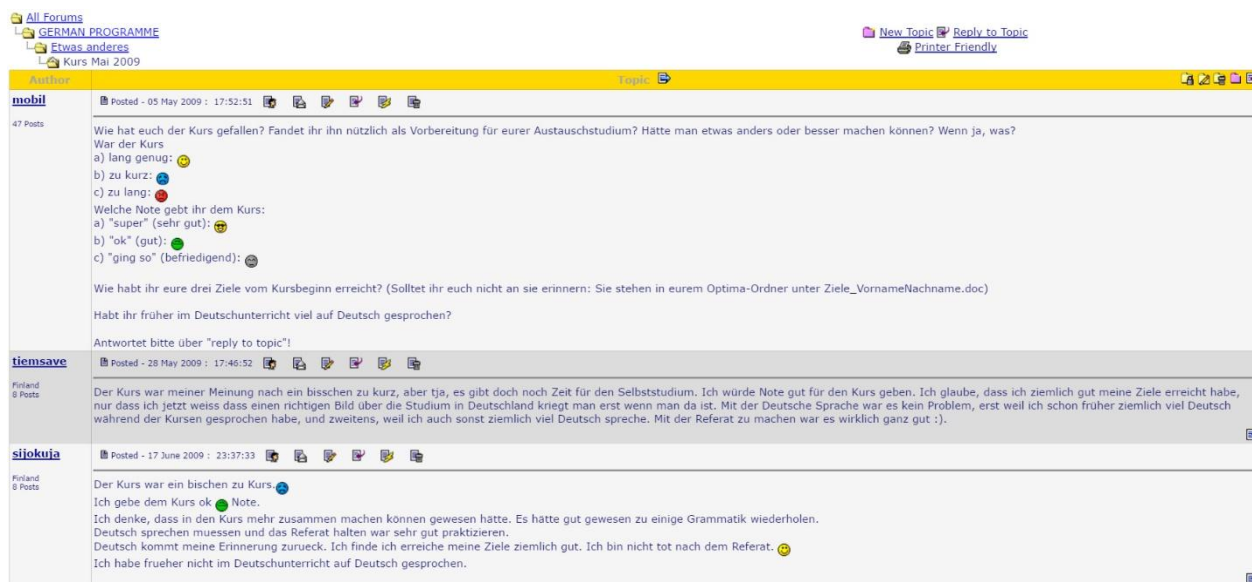 All Forums
GERMAN PROGRAMME
Etwas anderes
Kurs Mai 2009
New Topic Reply to Topic
Printer Friendly
Author Topic
mobil Posted - 05 May 2009 : 17:52:51
47 Posts
Wie hat euch der Kurs gefallen? Fandet ihr ihn nützlich als Vorbereitung für eurer Austauschstudium? Hätte man etwas anders oder besser machen können? Wenn ja, was?
War der Kurs
a) lang genug:
b) zu kurz:
c) zu lang:
Welche Note gebt ihr dem Kurs:
a) "super" (sehr gut):
b) "ok" (gut):
c) "ging so" (befriedigend):
Wie habt ihr eure drei Ziele vom Kursbeginn erreicht? (Solltet ihr euch nicht an sie erinnern: Sie stehen in eurem Optima-Ordner unter Ziele_VornameNachname.doc)
Habt ihr früher im Deutschunterricht viel auf Deutsch gesprochen?
Antwortet bitte über "reply to topic"!
tiemsave Posted - 28 May 2009 : 17:46:52
Finland
8 Posts
Der Kurs war meiner Meinung nach ein bisschen zu kurz, aber tja, es gibt doch noch Zeit für den Selbststudium. Ich würde Note gut für den Kurs geben. Ich glaube, dass ich ziemlich gut meine Ziele erreicht habe,
nur dass ich jetzt weiss dass einen richtigen Bild über die Studium in Deutschland kriegt man erst wenn man da ist. Mit der Deutsche Sprache war es kein Problem, erst weil ich schon früher ziemlich viel Deutsch
während der Kursen gesprochen habe, und zweitens, weil ich auch sonst ziemlich viel Deutsch spreche. Mit der Referat zu machen war es wirklich ganz gut :).
sijokuja Posted - 17 June 2009 : 23:37:33
Finland
8 Posts
Der Kurs war ein bischen zu Kurs.
Ich gebe dem Kurs ok Note.
Ich denke, dass in den Kurs mehr zusammen machen können gewesen hätte. Es hätte gut gewesen zu einige Grammatik wiederholen.
Deutsch sprechen muessen und das Referat halten war sehr gut praktizieren.
Deutsch kommt meine Erinnerung zurueck. Ich finde ich erreiche meine Ziele ziemlich gut. Ich bin nicht tot nach dem Referat.
Ich habe frueher nicht im Deutschunterricht auf Deutsch gesprochen.